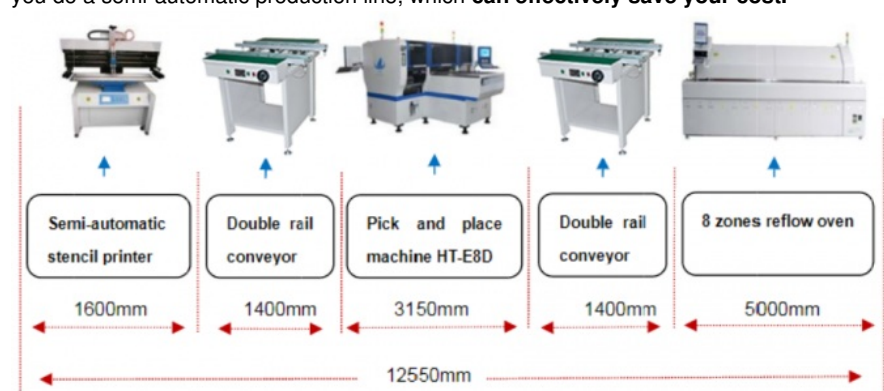 you do a semi-automatic production line, which can effectively save your cost.
Semi-automatic
stencil printer
Double rail
conveyor
Pick and place
machine HT-E8D
Double rail
conveyor
8 zones reflow oven
1600mm
1400mm
3150mm
1400mm
5000mm
12550mm